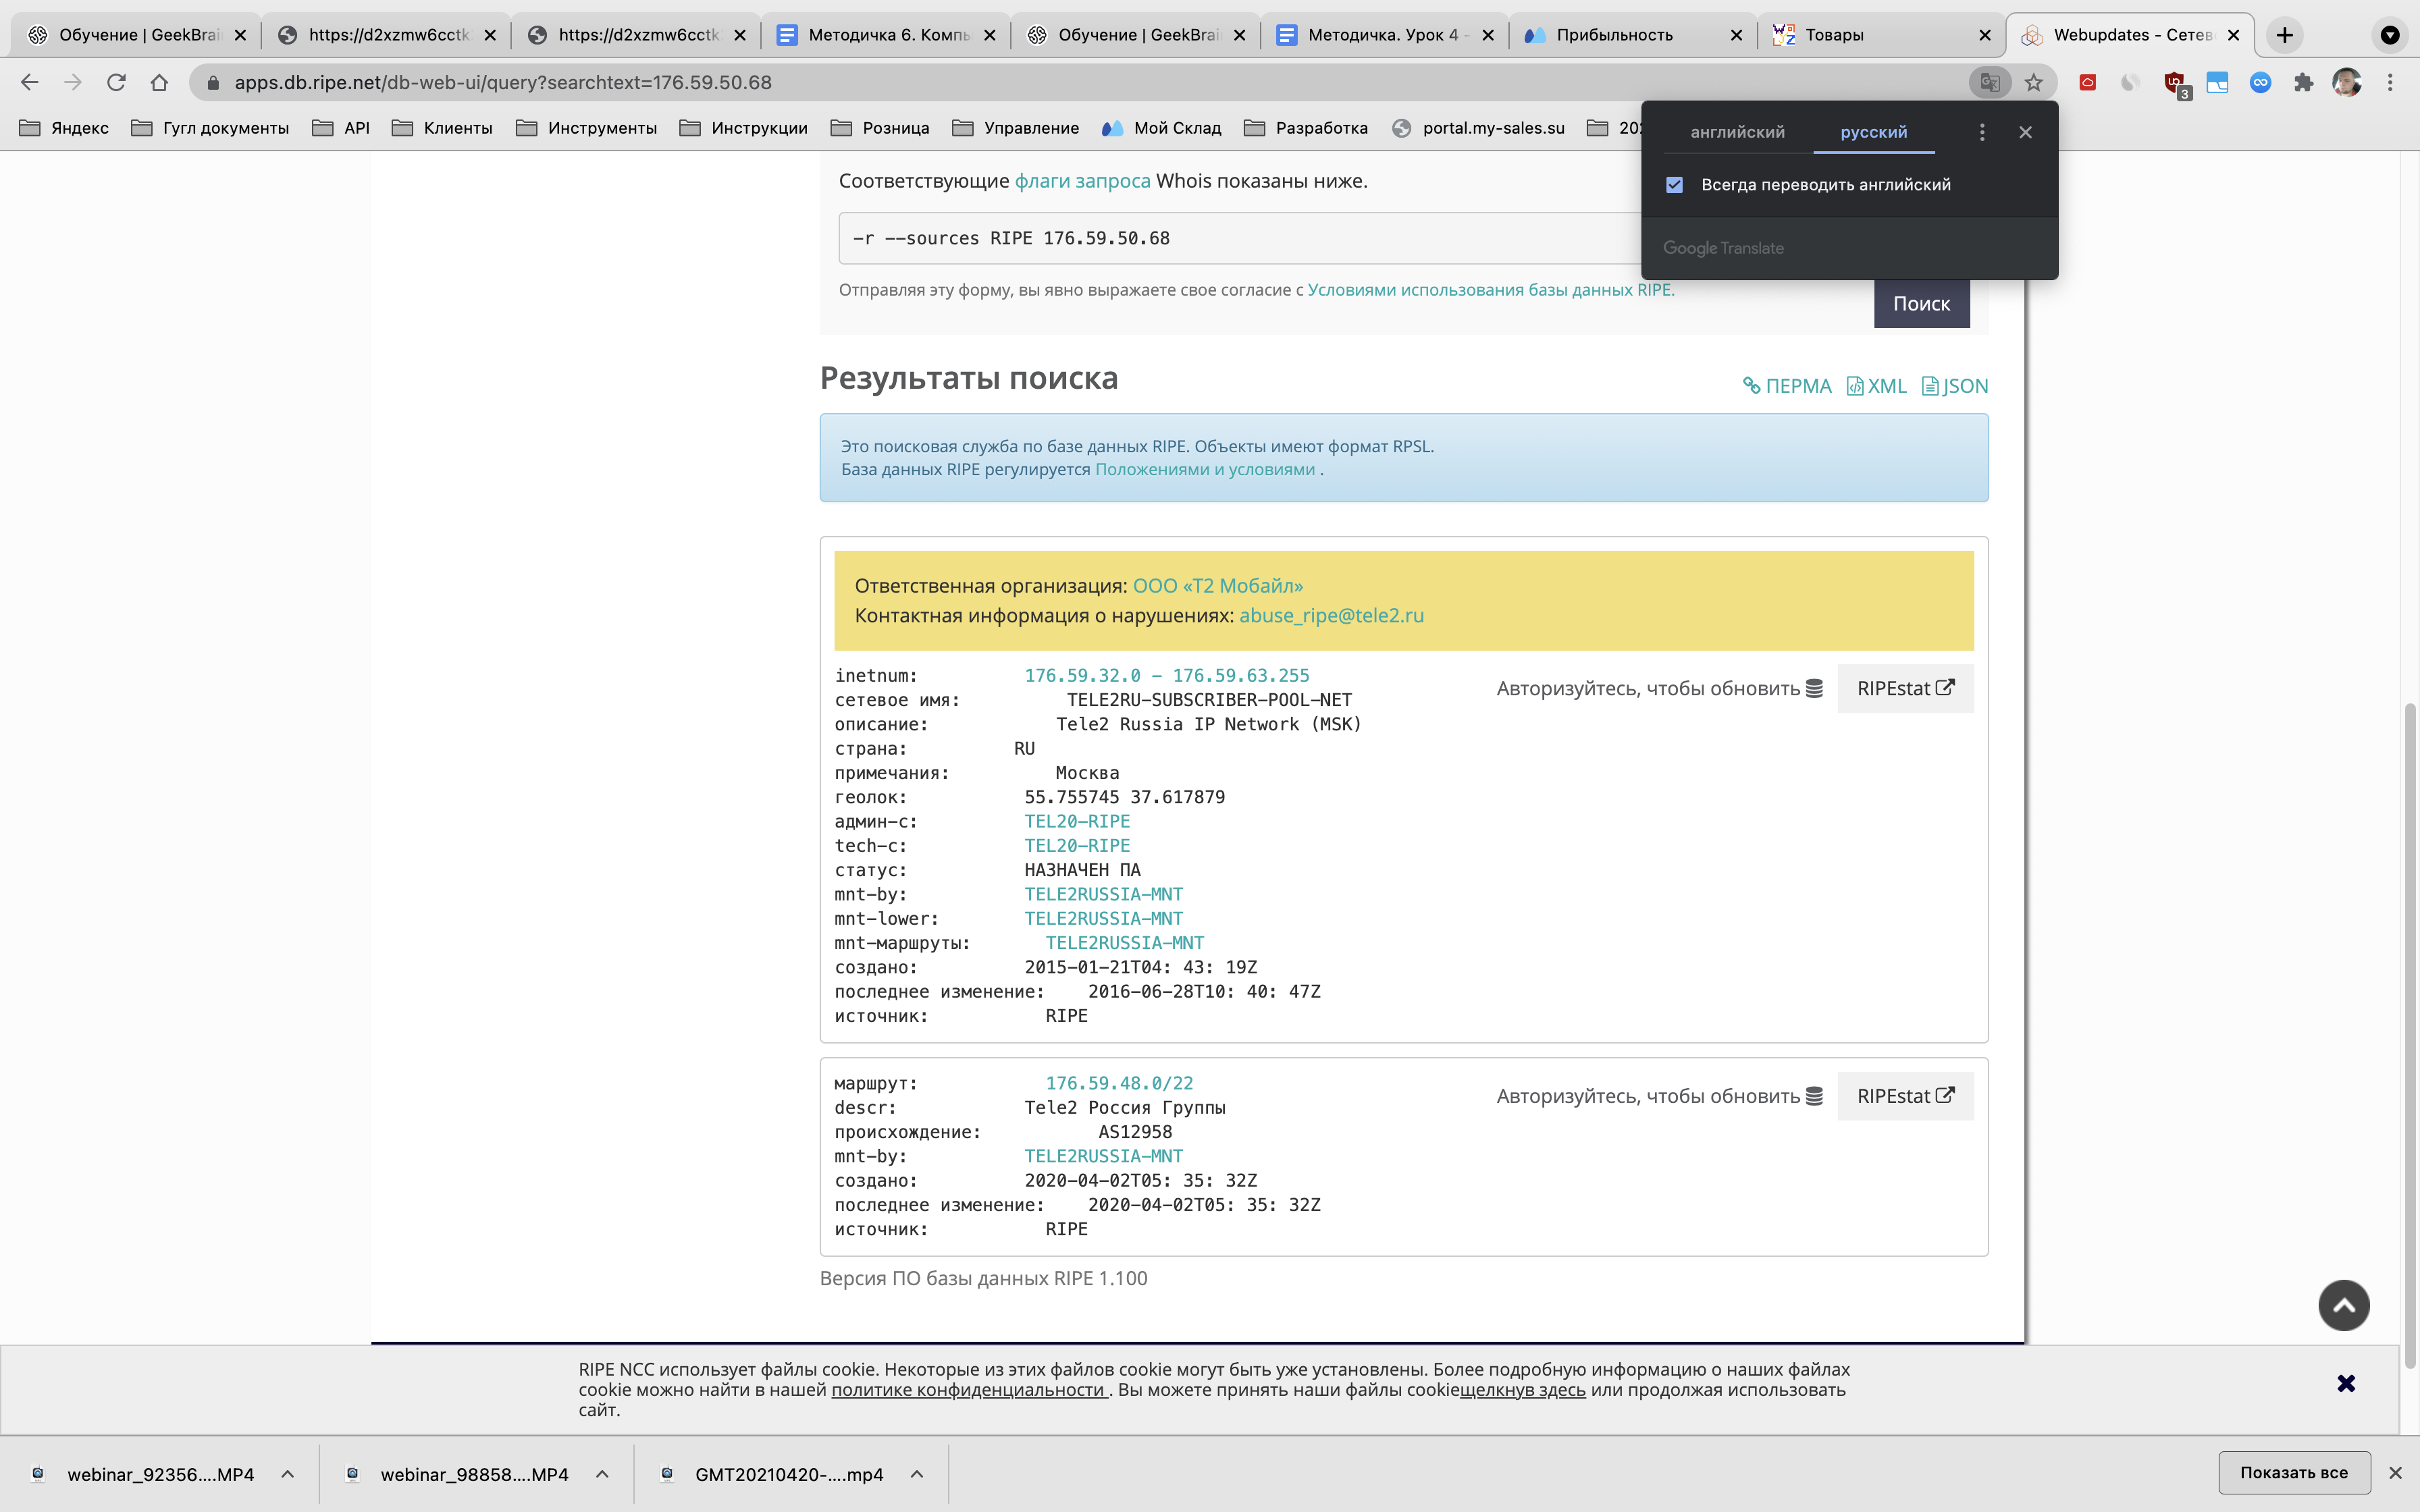 Обучение | GeekBrai
https://d2xzmw6cctk
https://d2xzmw6cctk
Методичка 6. Компь
Обучение | GeekBrai
Методичка. Урок 4 -
Прибыльность
Товары
Webupdates - Сетев
apps.db.ripe.net/db-web-ui/query?searchtext=176.59.50.68
3
Яндекс
Гугл документы
API
Клиенты
Инструменты
Инструкции
Розница
Управление
Мой Склад
Разработка
portal.my-sales.su
английский
русский
Всегда переводить английский
Google Translate
Соответствующие флаги запроса Whois показаны ниже.
-r --sources RIPE 176.59.50.68
Отправляя эту форму, вы явно выражаете свое согласие с Условиями использования базы данных RIPE.
Поиск
Результаты поиска
ПЕРМА XML JSON
Это поисковая служба по базе данных RIPE. Объекты имеют формат RPSL.
База данных RIPE регулируется Положениями и условиями .
Ответственная организация: ООО «Т2 Мобайл»
Контактная информация о нарушениях: abuse_ripe@tele2.ru
inetnum: 176.59.32.0 - 176.59.63.255
Авторизуйтесь, чтобы обновить RIPEstat
сетевое имя: TELE2RU-SUBSCRIBER-POOL-NET
описание: Tele2 Russia IP Network (MSK)
страна: RU
примечания: Москва
геолок: 55.755745 37.617879
админ-с: TEL20-RIPE
tech-c: TEL20-RIPE
статус: НАЗНАЧЕН ПА
mnt-by: TELE2RUSSIA-MNT
mnt-lower: TELE2RUSSIA-MNT
mnt-маршруты: TELE2RUSSIA-MNT
создано: 2015-01-21T04: 43: 19Z
последнее изменение: 2016-06-28T10: 40: 47Z
источник: RIPE
маршрут: 176.59.48.0/22
Авторизуйтесь, чтобы обновить RIPEstat
descr: Tele2 Россия Группы
происхождение: AS12958
mnt-by: TELE2RUSSIA-MNT
создано: 2020-04-02T05: 35: 32Z
последнее изменение: 2020-04-02T05: 35: 32Z
источник: RIPE
Версия ПО базы данных RIPE 1.100
RIPE NCC использует файлы cookie. Некоторые из этих файлов cookie могут быть уже установлены. Более подробную информацию о наших файлах
cookie можно найти в нашей политике конфиденциальности . Вы можете принять наши файлы cookieщелкнув здесь или продолжая использовать
сайт.
webinar_92356....MP4
webinar_98858....MP4
GMT20210420-....mp4
Показать все